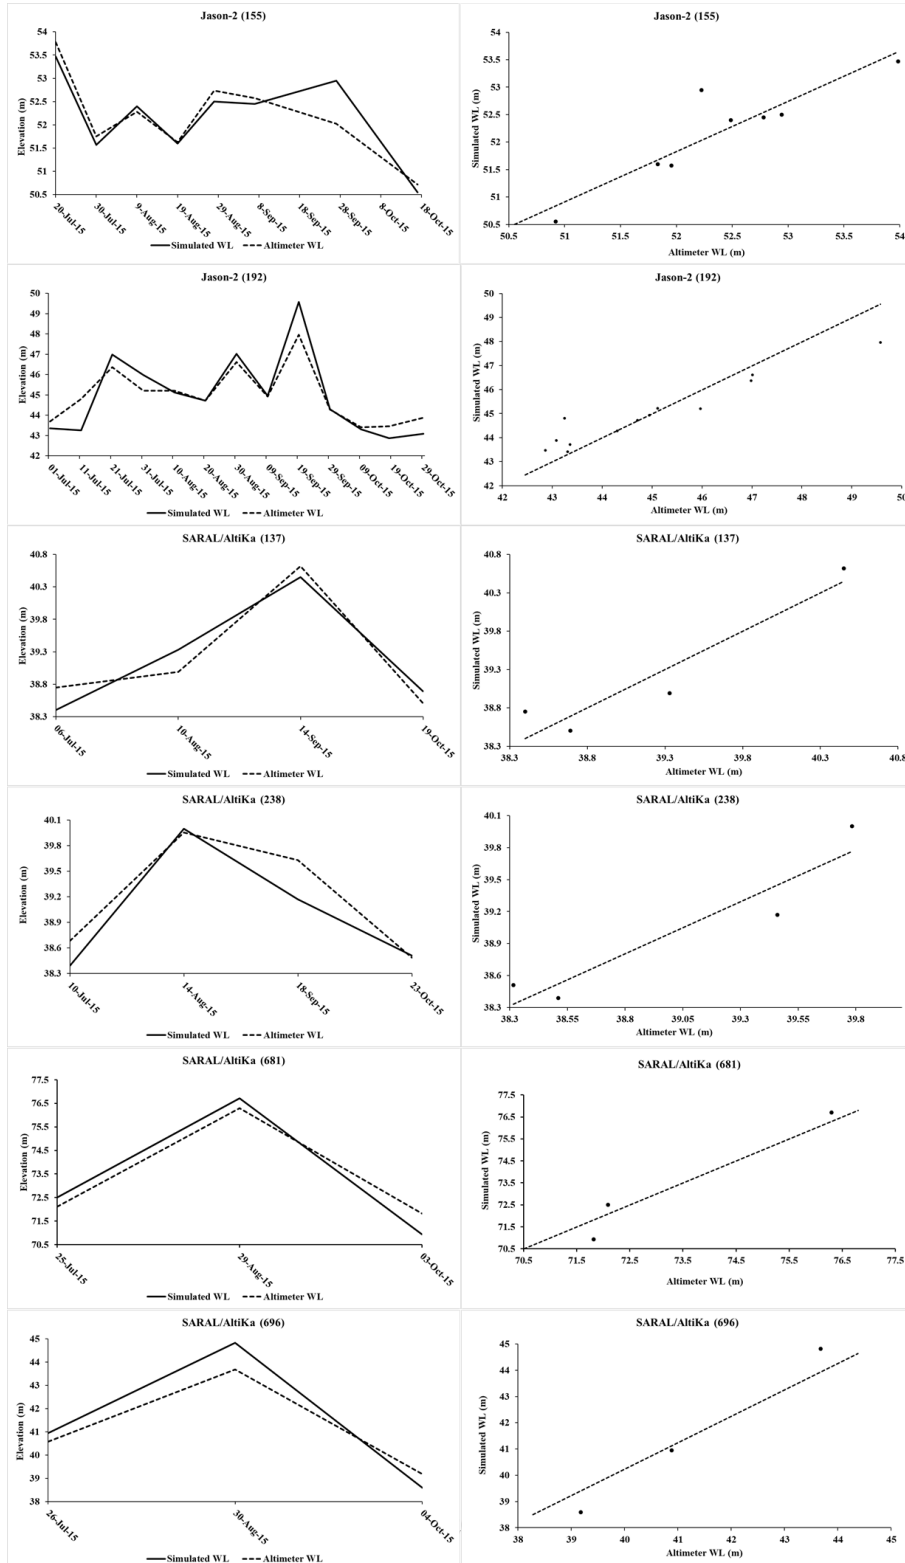 Jason-2 (155)
Elevation (m)
54
53.5
53
52.5
52
51.5
51
50.5
20-Jul-15
30-Jul-15
9-Aug-15
19-Aug-15
29-Aug-15
8-Sep-15
18-Sep-15
28-Sep-15
8-Oct-15
18-Oct-15
Simulated WL Altimeter WL
Jason-2 (155)
Simulated WL (m)
54
53.5
53
52.5
52
51.5
51
50.5
50.5 51 51.5 52 52.5 53 53.5 54
Altimeter WL (m)
Jason-2 (192)
Elevation (m)
50
49
48
47
46
45
44
43
42
01-Jul-15
11-Jul-15
21-Jul-15
31-Jul-15
10-Aug-15
20-Aug-15
30-Aug-15
09-Sep-15
19-Sep-15
29-Sep-15
09-Oct-15
19-Oct-15
29-Oct-15
Simulated WL Altimeter WL
Jason-2 (192)
Simulated WL (m)
50
49
48
47
46
45
44
43
42
42 43 44 45 46 47 48 49 50
Altimeter WL (m)
SARAL/AltiKa (137)
Elevation (m)
40.8
40.3
39.8
39.3
38.8
38.3
06-Jul-15
10-Aug-15
14-Sep-15
19-Oct-15
Simulated WL Altimeter WL
SARAL/AltiKa (137)
Simulated WL (m)
40.8
40.3
39.8
39.3
38.8
38.3
38.3 38.8 39.3 39.8 40.3 40.8
Altimeter WL (m)
SARAL/AltiKa (238)
Elevation (m)
40.1
39.8
39.5
39.2
38.9
38.6
38.3
10-Jul-15
14-Aug-15
18-Sep-15
23-Oct-15
Simulated WL Altimeter WL
SARAL/AltiKa (238)
Simulated WL (m)
40.1
39.8
39.5
39.2
38.9
38.6
38.3
38.3 38.55 38.8 39.05 39.3 39.55 39.8
Altimeter WL (m)
SARAL/AltiKa (681)
Elevation (m)
77.5
76.5
75.5
74.5
73.5
72.5
71.5
70.5
25-Jul-15
29-Aug-15
03-Oct-15
Simulated WL Altimeter WL
SARAL/AltiKa (681)
Simulated WL (m)
77.5
76.5
75.5
74.5
73.5
72.5
71.5
70.5
70.5 71.5 72.5 73.5 74.5 75.5 76.5 77.5
Altimeter WL (m)
SARAL/AltiKa (696)
Elevation (m)
45
44
43
42
41
40
39
38
26-Jul-15
30-Aug-15
04-Oct-15
Simulated WL Altimeter WL
SARAL/AltiKa (696)
Simulated WL (m)
45
44
43
42
41
40
39
38
38 39 40 41 42 43 44 45
Altimeter WL (m)